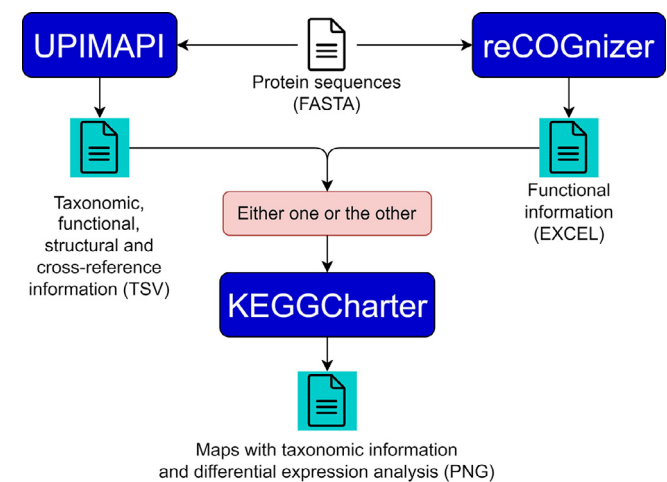 UPIMAPI
reCOGnizer
Protein sequences
(FASTA)
Taxonomic,
functional,
structural and
cross-reference
information (TSV)
Functional
information
(EXCEL)
Either one or the other
KEGGCharter
Maps with taxonomic information
and differential expression analysis (PNG)